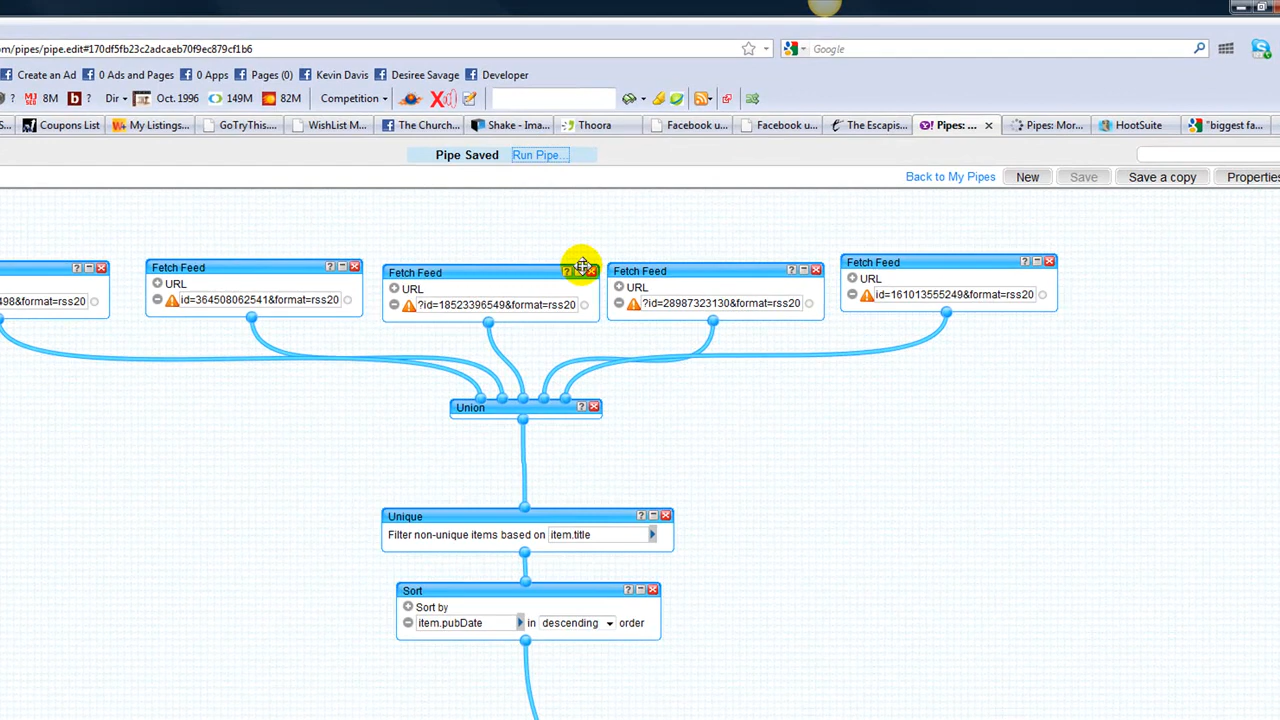 om/pipes/pipe.edit#170df5fb23c2adcaeb70f9ec879cf1b6
Google
Create an Ad 0 Ads and Pages 0 Apps Pages (0) Kevin Davis Desiree Savage Developer
? 8M ? Dir Oct. 1996 149M 82M Competition
S... Coupons List My Listings... GoTryThis... WishList M... The Church... Shake - Ima... Thoora Facebook u... Facebook u... The Escapis... Y! Pipes: ... Pipes: Mor... HootSuite "biggest fa...
Pipe Saved Run Pipe...
Back to My Pipes New Save Save a copy Properties
Fetch Feed Fetch Feed Fetch Feed Fetch Feed
URL URL URL URL
498&format=rss20 id=364508062541&format=rss20 ?id=18523396549&format=rss20 ?id=28987323130&format=rss20 id=161013555249&format=rss20
Union
Unique
Filter non-unique items based on item.title
Sort
Sort by
item.pubDate in descending order